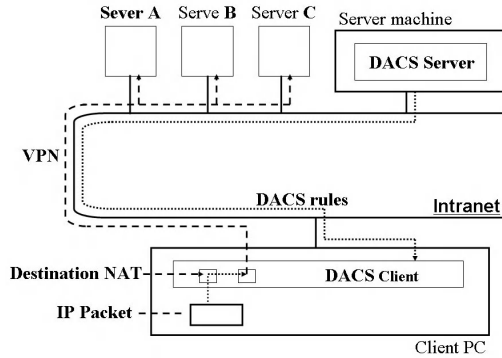 Sever A
Serve B
Server C
Server machine
DACS Server
VPN
DACS rules
Intranet
Destination NAT
DACS Client
IP Packet
Client PC